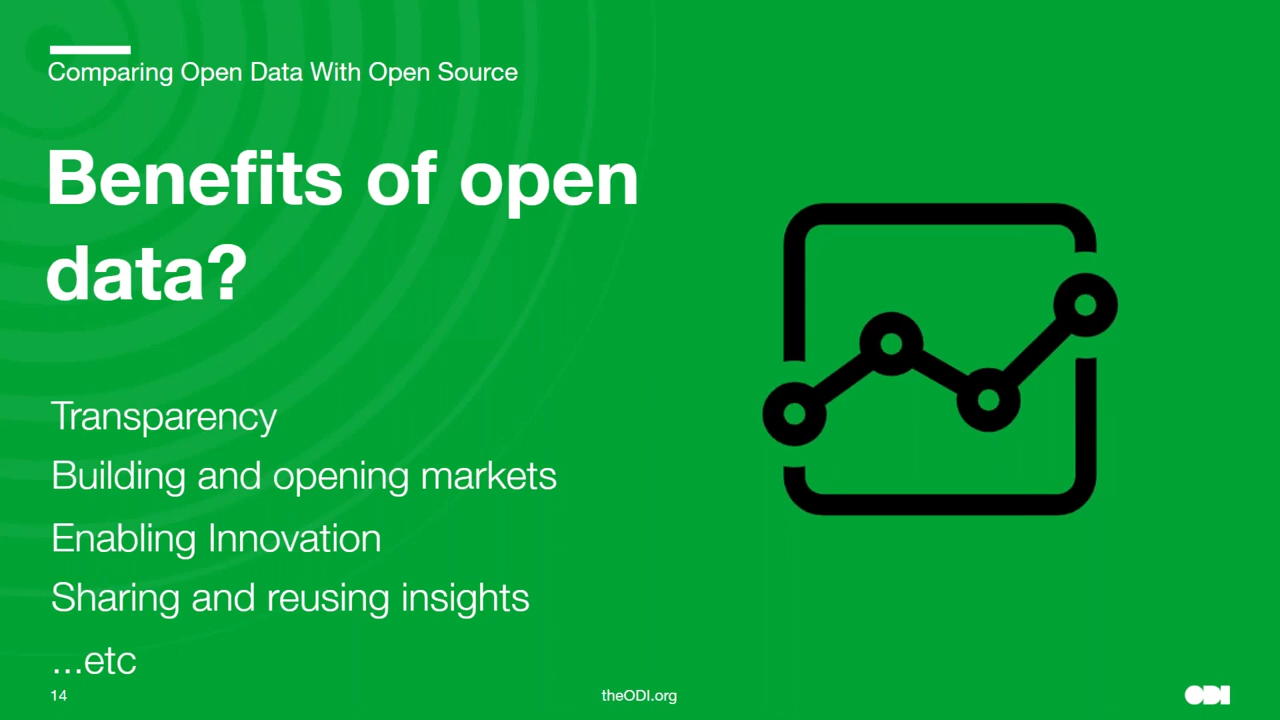 Comparing Open Data With Open Source
Benefits of open
data?
Transparency
Building and opening markets
Enabling Innovation
Sharing and reusing insights
...etc
14
theODI.org
ODI